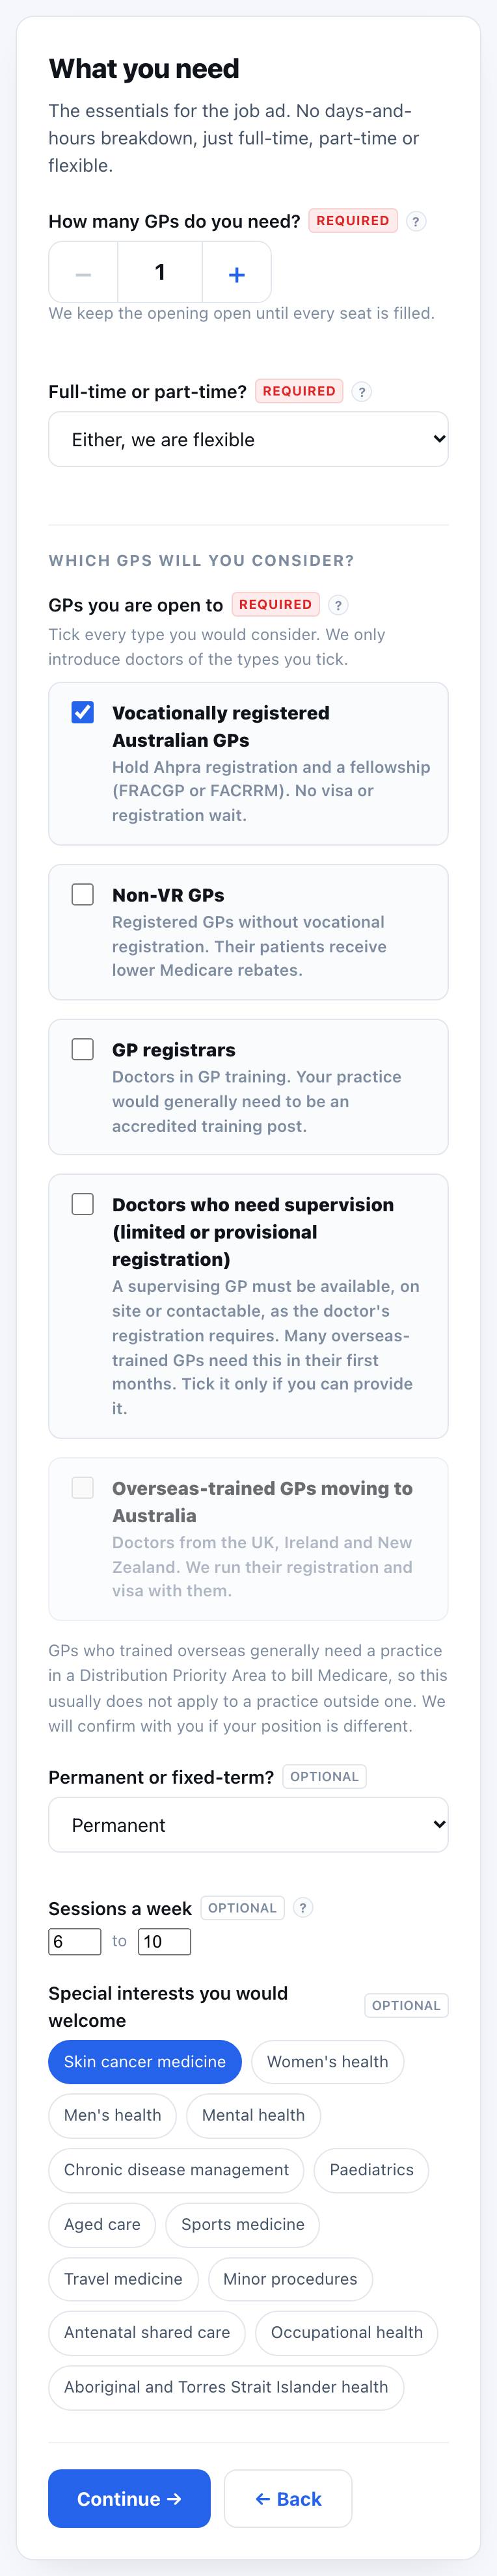 What you need
The essentials for the job ad. No days-and-
hours breakdown, just full-time, part-time or
flexible.
How many GPs do you need? REQUIRED ?
− 1 +
We keep the opening open until every seat is filled.
Full-time or part-time? REQUIRED ?
Either, we are flexible
WHICH GPS WILL YOU CONSIDER?
GPs you are open to REQUIRED ?
Tick every type you would consider. We only
introduce doctors of the types you tick.
Vocationally registered
Australian GPs
Hold Ahpra registration and a fellowship
(FRACGP or FACRRM). No visa or
registration wait.
Non-VR GPs
Registered GPs without vocational
registration. Their patients receive
lower Medicare rebates.
GP registrars
Doctors in GP training. Your practice
would generally need to be an
accredited training post.
Doctors who need supervision
(limited or provisional
registration)
A supervising GP must be available, on
site or contactable, as the doctor's
registration requires. Many overseas-
trained GPs need this in their first
months. Tick it only if you can provide
it.
Overseas-trained GPs moving to
Australia
Doctors from the UK, Ireland and New
Zealand. We run their registration and
visa with them.
GPs who trained overseas generally need a practice
in a Distribution Priority Area to bill Medicare, so this
usually does not apply to a practice outside one. We
will confirm with you if your position is different.
Permanent or fixed-term? OPTIONAL
Permanent
Sessions a week OPTIONAL ?
6 to 10
Special interests you would
welcome OPTIONAL
Skin cancer medicine Women's health
Men's health Mental health
Chronic disease management Paediatrics
Aged care Sports medicine
Travel medicine Minor procedures
Antenatal shared care Occupational health
Aboriginal and Torres Strait Islander health
Continue → ← Back